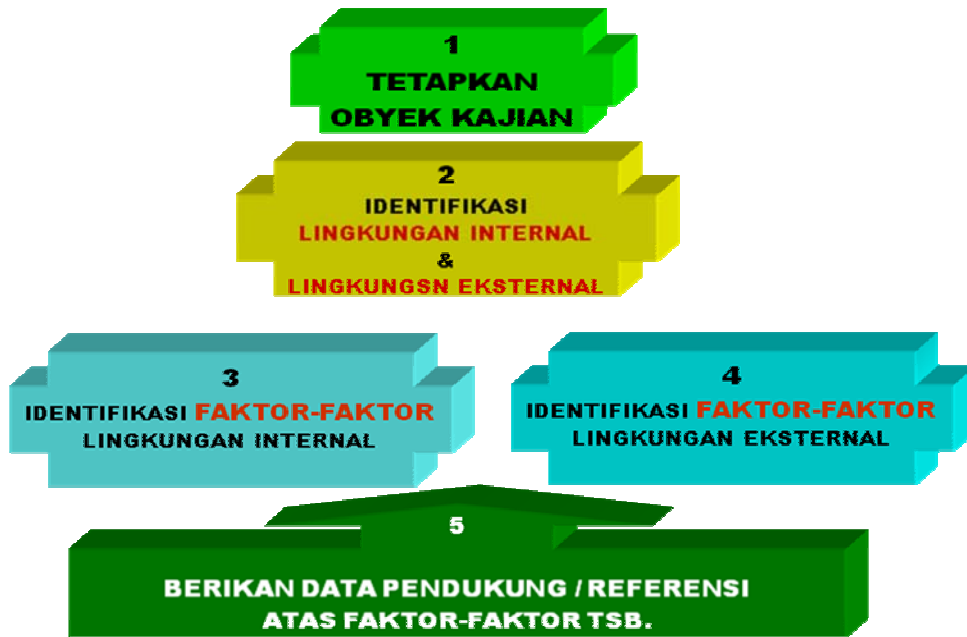 1
TETAPKAN
OBYEK KAJIAN
2
IDENTIFIKASI
LINGKUNGAN INTERNAL
&
LINGKUNGSN EKSTERNAL
3
IDENTIFIKASI FAKTOR-FAKTOR
LINGKUNGAN INTERNAL
4
IDENTIFIKASI FAKTOR-FAKTOR
LINGKUNGAN EKSTERNAL
5
BERIKAN DATA PENDUKUNG / REFERENSI
ATAS FAKTOR-FAKTOR TSB.